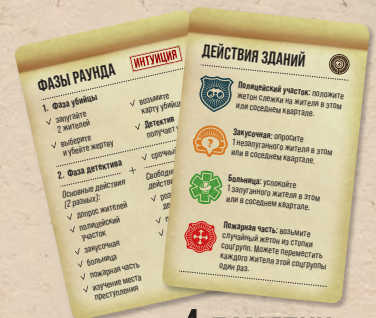 ФАЗЫ РАУНДА
ИНТУИЦИЯ
1. Фаза убийцы
✓ запугайте
2 жителей
✓ выберите
и убейте жертву
✓ возьмите
карту убийц
✓ Детектив
получает
2. Фаза детектива
Основные действия
(2 разных):
✓ допрос жителей
✓ полицейский
участок
✓ закусочная
✓ больница
✓ пожарная часть
✓ изучение места
преступления
+
✓ срочный
Свободн
действ
✓
✓
✓
ДЕЙСТВИЯ ЗДАНИЙ
Полицейский участок: положите
жетон слежки на жителя в этом
или соседнем квартале.
Закусочная: опросите
1 незапуганного жителя в этом
или в соседнем квартале.
Больница: успокойте
1 запуганного жителя в этом
или в соседнем квартале.
Пожарная часть: возьмите
случайный жетон из стопки
соцгрупп. Можете переместить
каждого жителя этой соцгруппы
один раз.